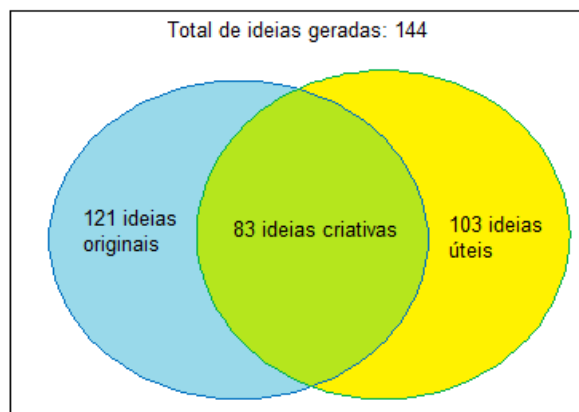 Total de ideias geradas: 144
121 ideias
originais
83 ideias criativas
103 ideias
úteis